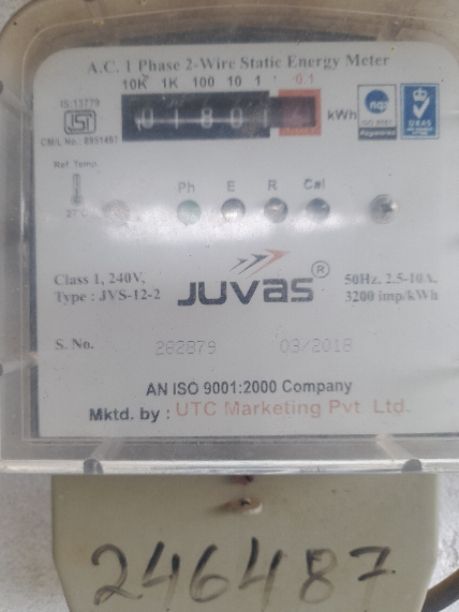 A.C. 1 Phase 2-Wire Static Energy Meter
10K 1K 100 10 1 0.1
IS:13779
01801
kWh
ISI
CM/L No.: 8951487
Ref. Temp.
27°C
Ph E R Cal
JUVAS ®
Class 1, 240V,
Type : JVS-12-2
50Hz, 2.5-10A,
3200 imp/kWh
S. No. 282879 03/2018
AN ISO 9001:2000 Company
Mktd. by : UTC Marketing Pvt Ltd.
246487